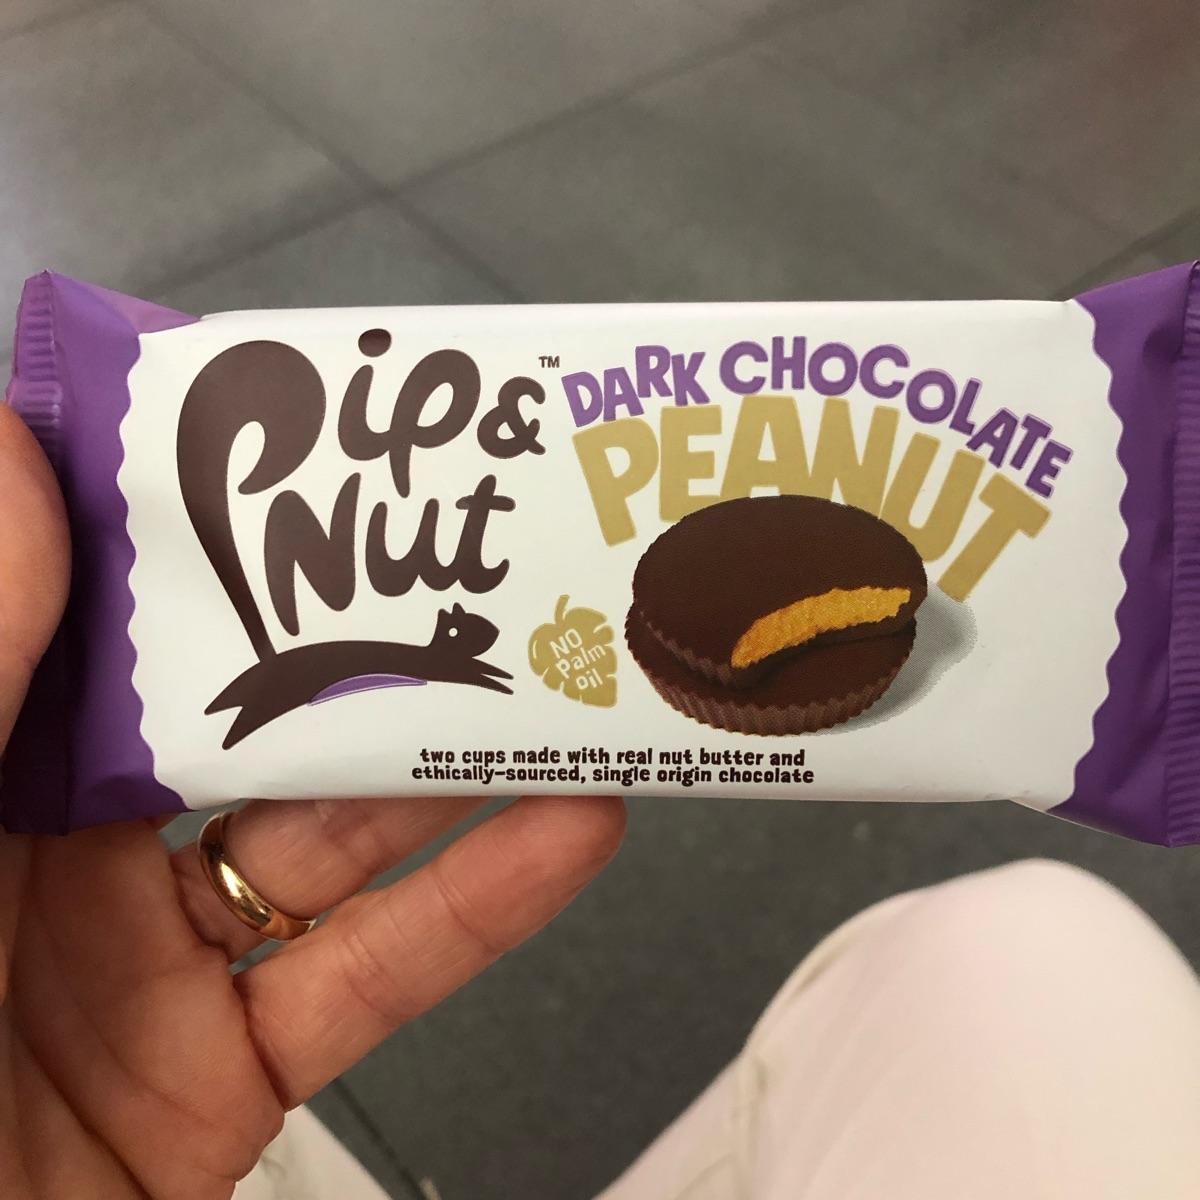 Pip &™
Nut
DARK CHOCOLATE
PEANUT
NO
palm
oil
two cups made with real nut butter and
ethically-sourced, single origin chocolate